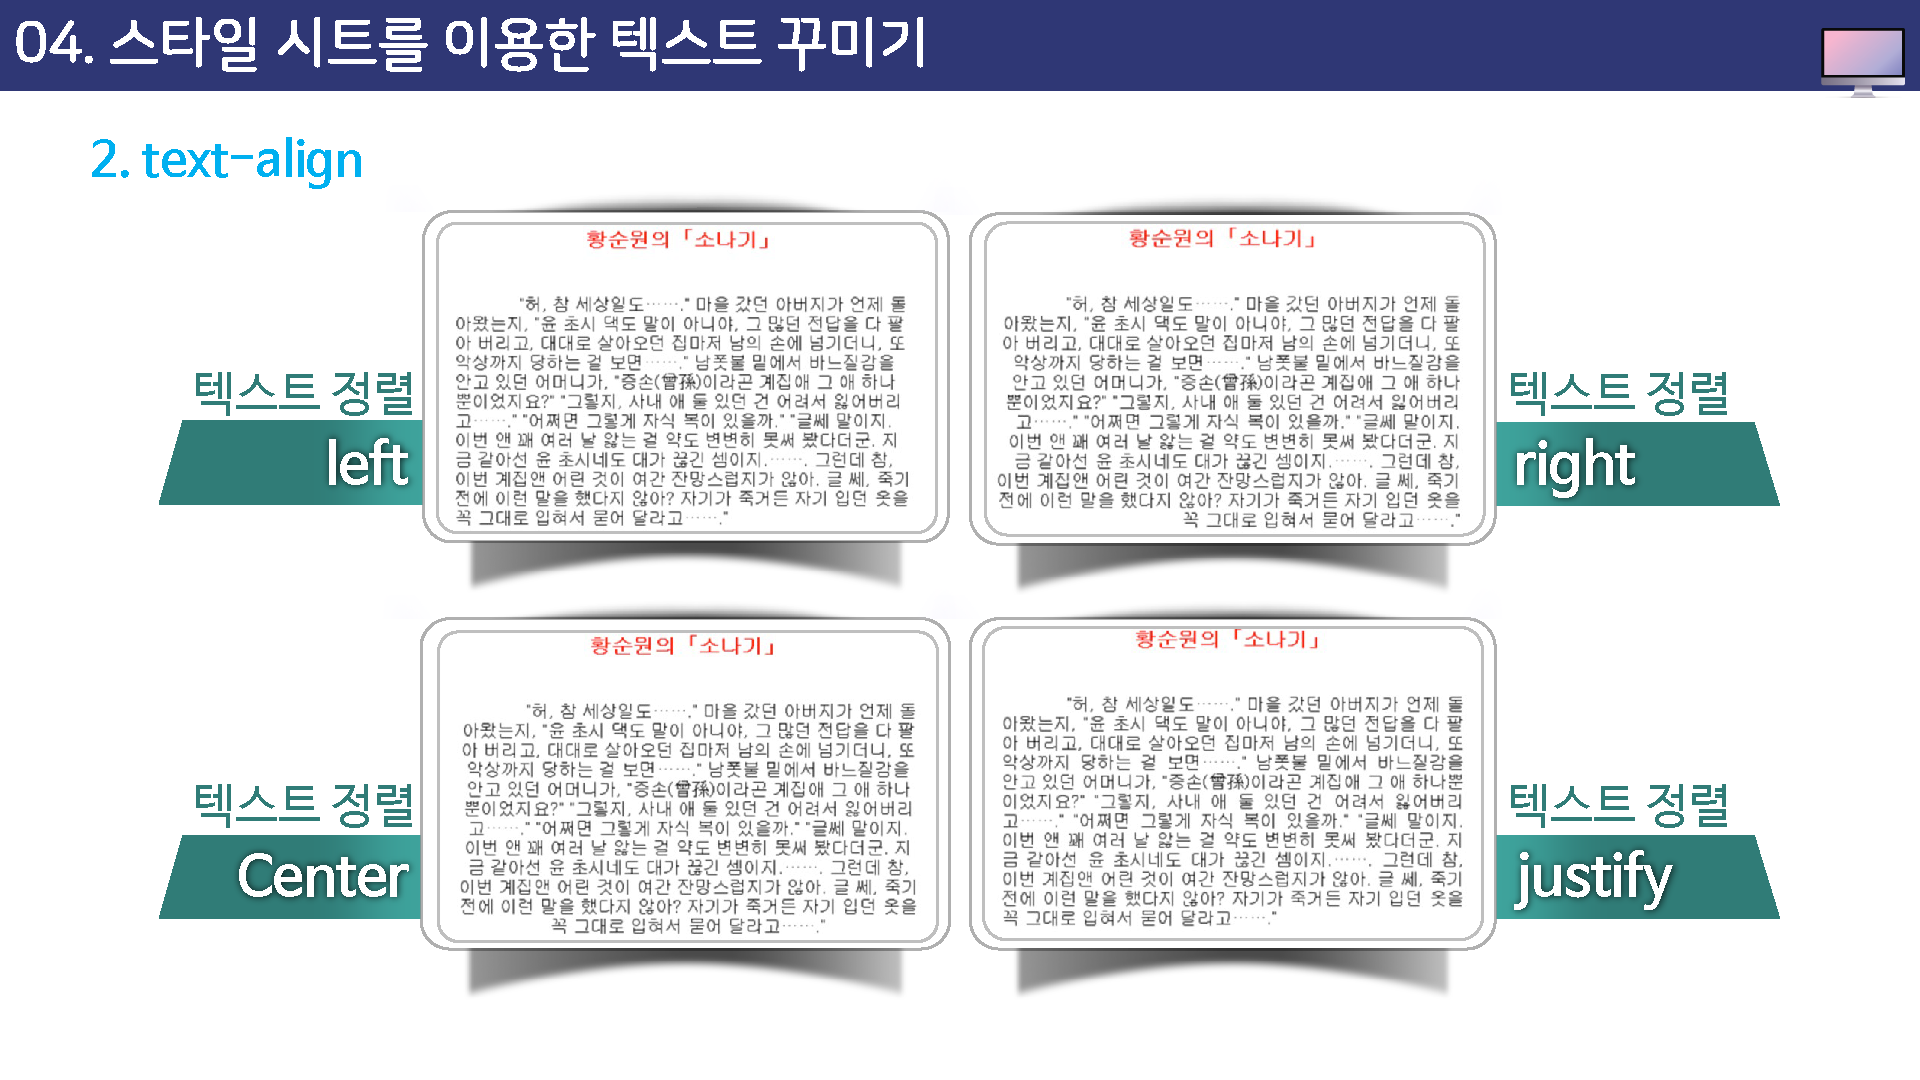 04. 스타일 시트를 이용한 텍스트 꾸미기
2. text-align
텍스트 정렬
left
황순원의 「소나기」
"허, 참 세상일도……." 마을 갔던 아버지가 언제 돌
아왔는지, "윤 초시 댁도 말이 아니야, 그 많던 전답을 다 팔
아 버리고, 대대로 살아오던 집마저 남의 손에 넘기더니, 또
악상까지 당하는 걸 보면……." 남폿불 밑에서 바느질감을
안고 있던 어머니가, "증손(曾孫)이라곤 계집애 그 애 하나
뿐이었지요?" "그렇지, 사내 애 둘 있던 건 어려서 잃어버리
고……." "어쩌면 그렇게 자식 복이 있을까." "글쎄 말이지.
이번 앤 꽤 여러 날 앓는 걸 약도 변변히 못써 봤다더군. 지
금 같아선 윤 초시네도 대가 끊긴 셈이지……. 그런데 참,
이번 계집앤 어린 것이 여간 잔망스럽지가 않아. 글 쎄, 죽기
전에 이런 말을 했다지 않아? 자기가 죽거든 자기 입던 옷을
꼭 그대로 입혀서 묻어 달라고……."
텍스트 정렬
right
황순원의 「소나기」
"허, 참 세상일도……." 마을 갔던 아버지가 언제 돌
아왔는지, "윤 초시 댁도 말이 아니야, 그 많던 전답을 다 팔
아 버리고, 대대로 살아오던 집마저 남의 손에 넘기더니, 또
악상까지 당하는 걸 보면……." 남폿불 밑에서 바느질감을
안고 있던 어머니가, "증손(曾孫)이라곤 계집애 그 애 하나
뿐이었지요?" "그렇지, 사내 애 둘 있던 건 어려서 잃어버리
고……." "어쩌면 그렇게 자식 복이 있을까." "글쎄 말이지.
이번 앤 꽤 여러 날 앓는 걸 약도 변변히 못써 봤다더군. 지
금 같아선 윤 초시네도 대가 끊긴 셈이지……. 그런데 참,
이번 계집앤 어린 것이 여간 잔망스럽지가 않아. 글 쎄, 죽기
전에 이런 말을 했다지 않아? 자기가 죽거든 자기 입던 옷을
꼭 그대로 입혀서 묻어 달라고……."
텍스트 정렬
Center
황순원의 「소나기」
"허, 참 세상일도……." 마을 갔던 아버지가 언제 돌
아왔는지, "윤 초시 댁도 말이 아니야, 그 많던 전답을 다 팔
아 버리고, 대대로 살아오던 집마저 남의 손에 넘기더니, 또
악상까지 당하는 걸 보면……." 남폿불 밑에서 바느질감을
안고 있던 어머니가, "증손(曾孫)이라곤 계집애 그 애 하나
뿐이었지요?" "그렇지, 사내 애 둘 있던 건 어려서 잃어버리
고……." "어쩌면 그렇게 자식 복이 있을까." "글쎄 말이지.
이번 앤 꽤 여러 날 앓는 걸 약도 변변히 못써 봤다더군. 지
금 같아선 윤 초시네도 대가 끊긴 셈이지……. 그런데 참,
이번 계집앤 어린 것이 여간 잔망스럽지가 않아. 글 쎄, 죽기
전에 이런 말을 했다지 않아? 자기가 죽거든 자기 입던 옷을
꼭 그대로 입혀서 묻어 달라고……."
텍스트 정렬
justify
황순원의 「소나기」
"허, 참 세상일도……." 마을 갔던 아버지가 언제 돌
아왔는지, "윤 초시 댁도 말이 아니야, 그 많던 전답을 다 팔
아 버리고, 대대로 살아오던 집마저 남의 손에 넘기더니, 또
악상까지 당하는 걸 보면……." 남폿불 밑에서 바느질감을
안고 있던 어머니가, "증손(曾孫)이라곤 계집애 그 애 하나뿐
이었지요?" "그렇지, 사내 애 둘 있던 건 어려서 잃어버리
고……." "어쩌면 그렇게 자식 복이 있을까." "글쎄 말이지.
이번 앤 꽤 여러 날 앓는 걸 약도 변변히 못써 봤다더군. 지
금 같아선 윤 초시네도 대가 끊긴 셈이지……. 그런데 참,
이번 계집앤 어린 것이 여간 잔망스럽지가 않아. 글 쎄, 죽기
전에 이런 말을 했다지 않아? 자기가 죽거든 자기 입던 옷을
꼭 그대로 입혀서 묻어 달라고……."